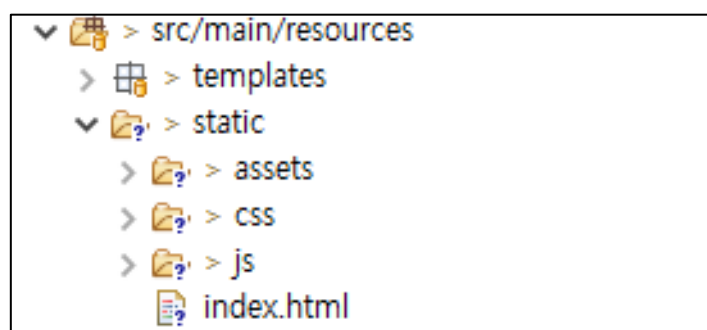 > src/main/resources
> templates
> static
> assets
> css
> js
index.html